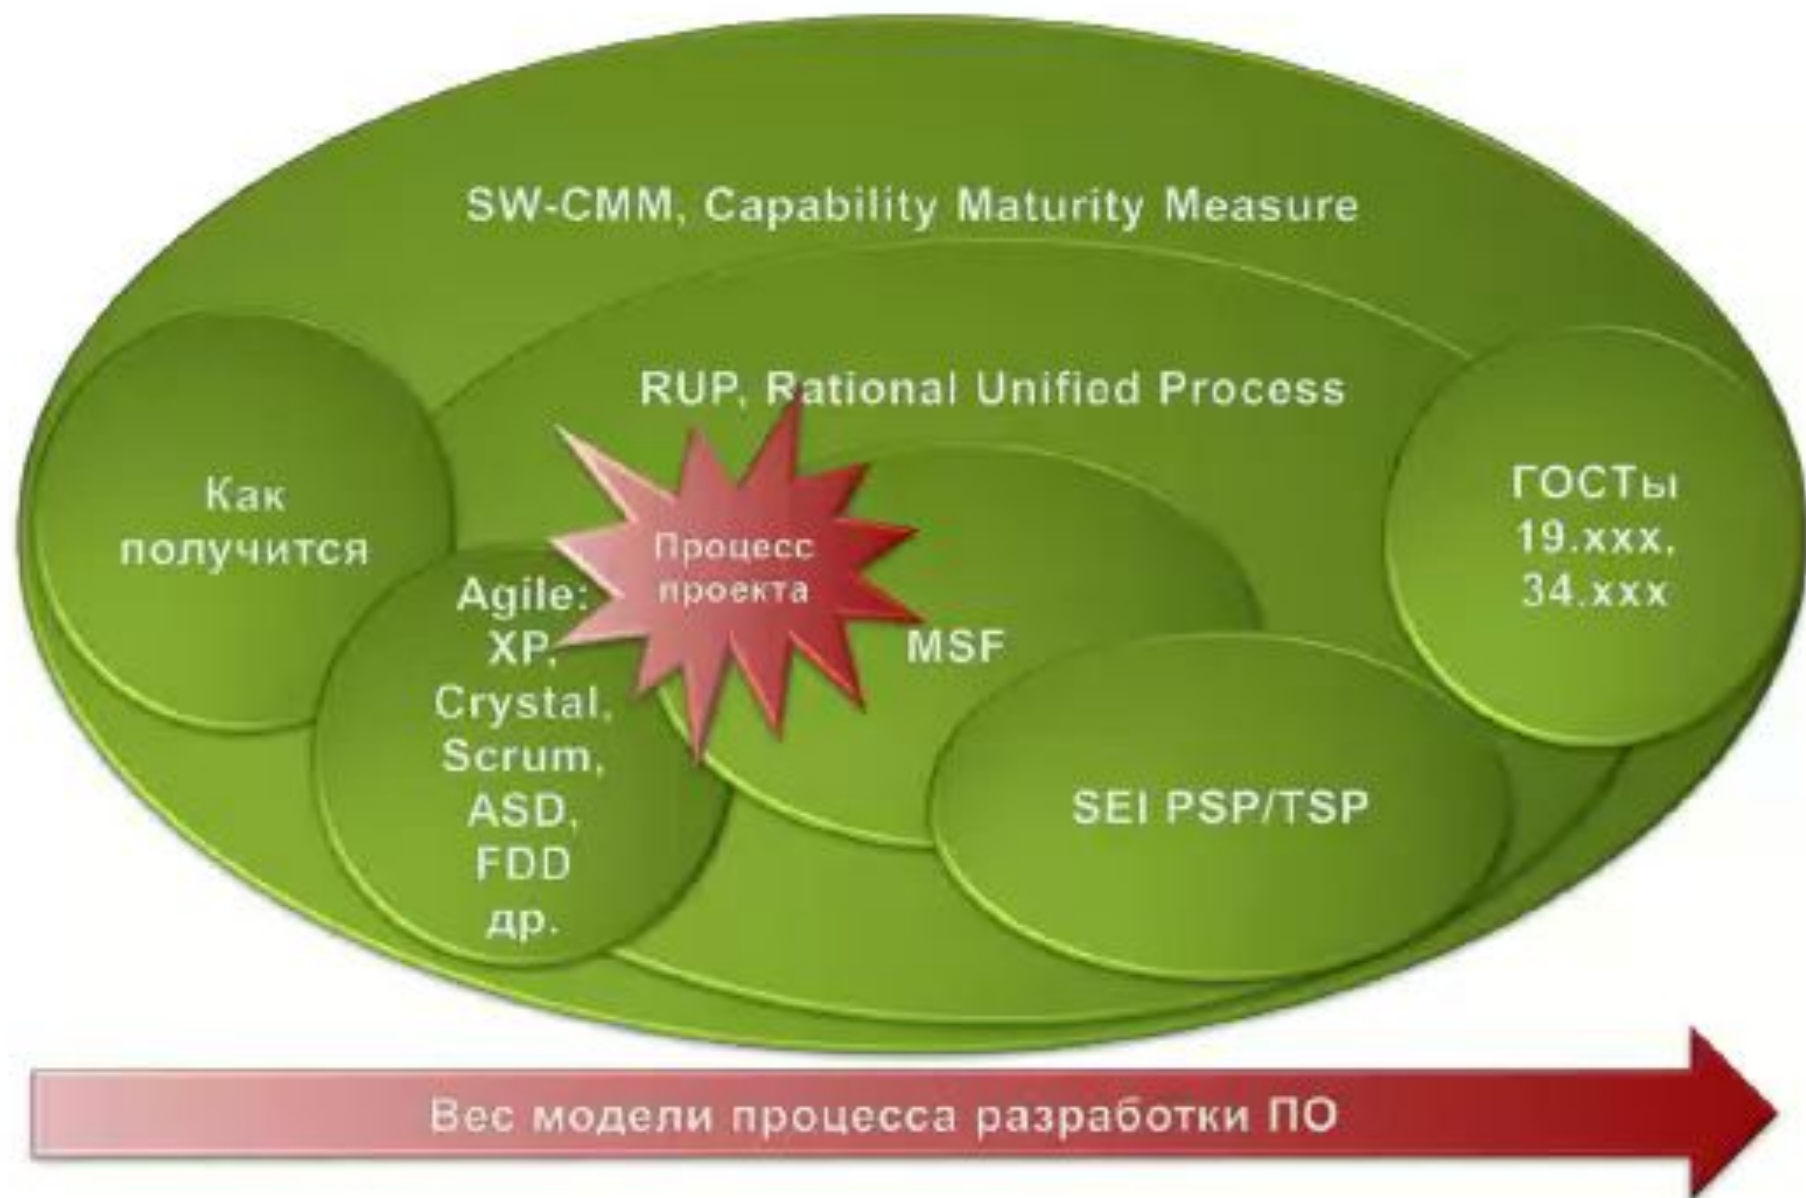 SW-CMM, Capability Maturity Measure
RUP, Rational Unified Process
Как
получится
Процесс
проекта
Agile:
XP,
Crystal,
Scrum,
ASD,
FDD
др.
MSF
SEI PSP/TSP
ГОСТы
19.xxx,
34.xxx
Вес модели процесса разработки ПО